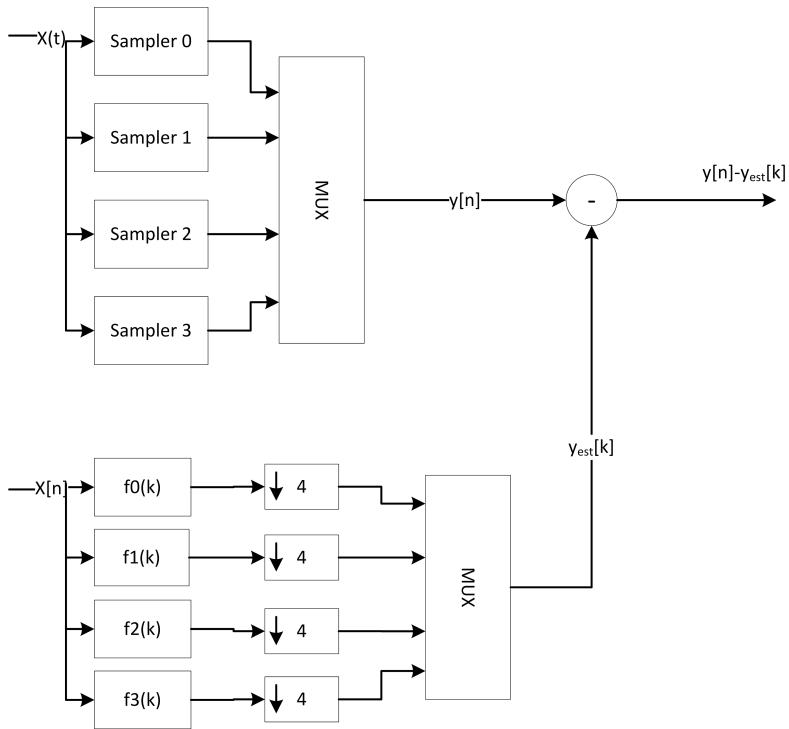 X(t)
Sampler 0
Sampler 1
Sampler 2
Sampler 3
MUX
y[n]
-
y[n]-yest[k]
yest[k]
X[n]
f0(k)
4
f1(k)
4
f2(k)
4
f3(k)
4
MUX